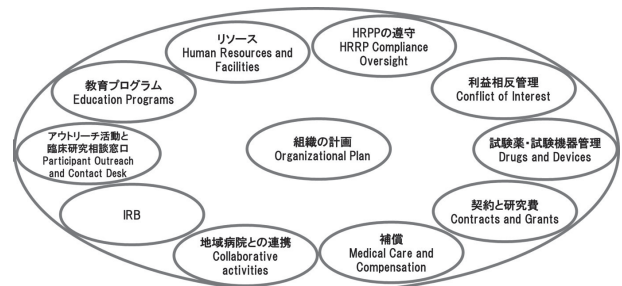 リソース
Human Resources and
Facilities
HRPPの遵守
HRRP Compliance
Oversight
教育プログラム
Education Programs
利益相反管理
Conflict of Interest
アウトリーチ活動と
臨床研究相談窓口
Participant Outreach
and Contact Desk
組織の計画
Organizational Plan
試験薬・試験機器管理
Drugs and Devices
IRB
契約と研究費
Contracts and Grants
地域病院との連携
Collaborative
activities
補償
Medical Care and
Compensation